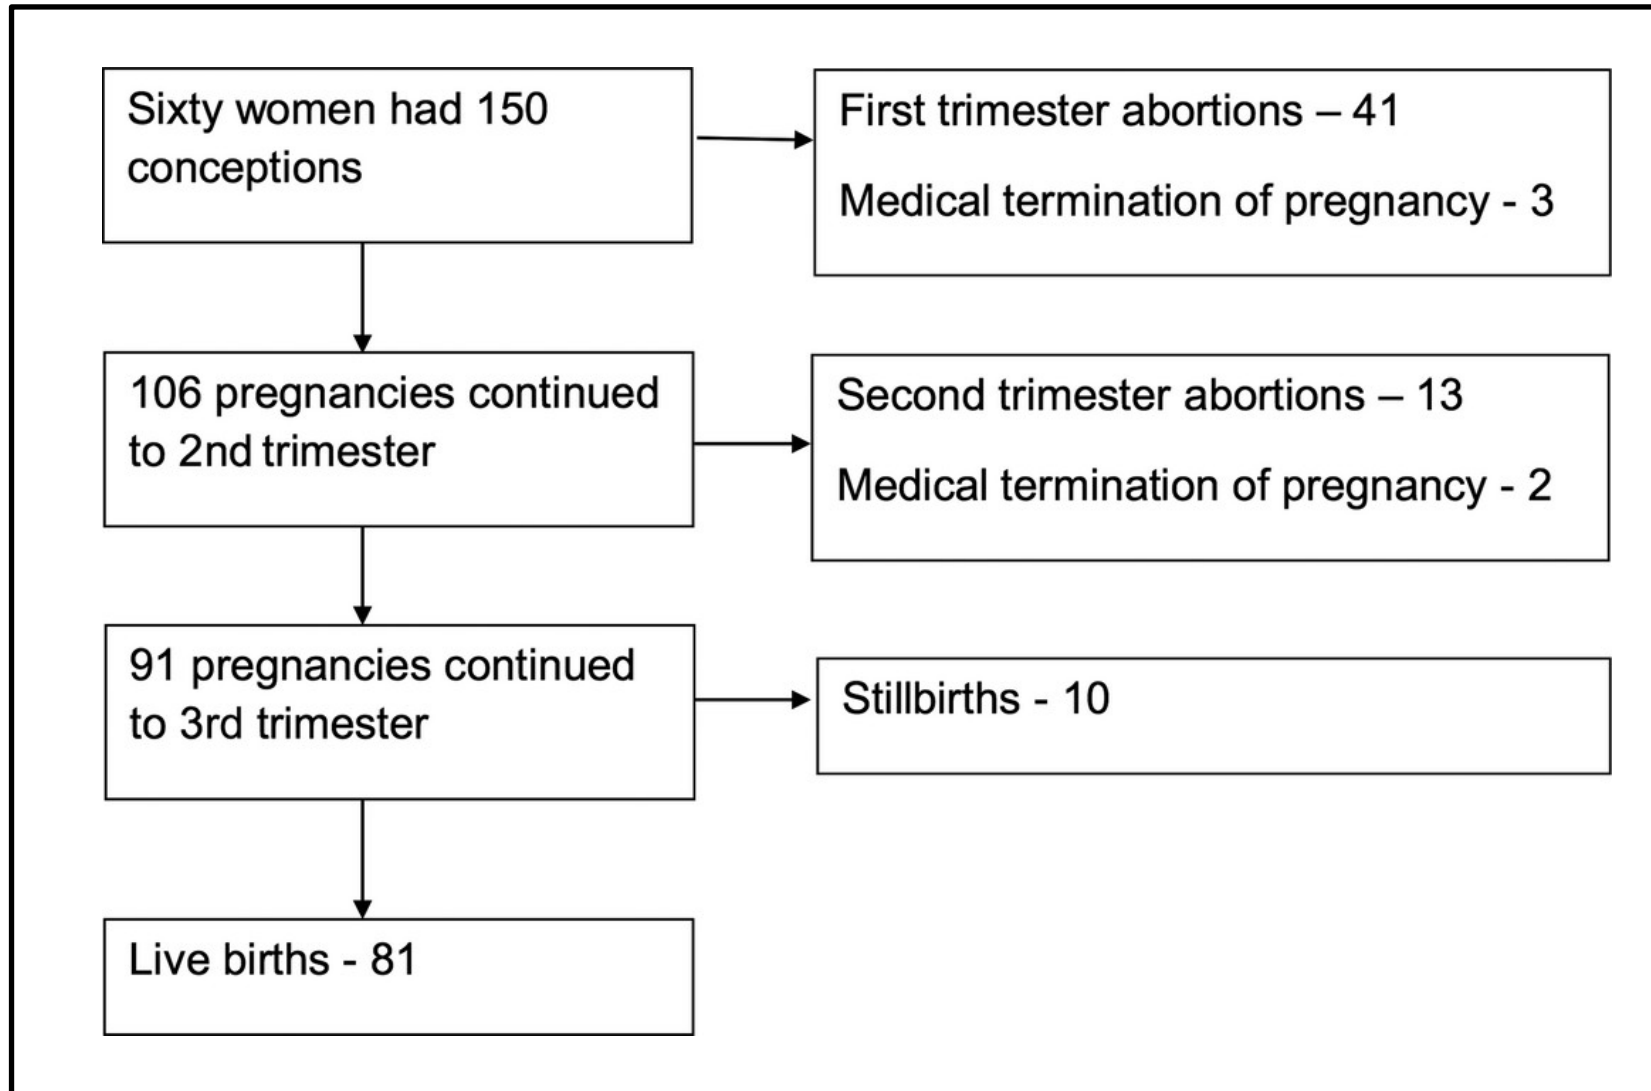 Sixty women had 150
conceptions
First trimester abortions – 41
Medical termination of pregnancy - 3
106 pregnancies continued
to 2nd trimester
Second trimester abortions – 13
Medical termination of pregnancy - 2
91 pregnancies continued
to 3rd trimester
Stillbirths - 10
Live births - 81